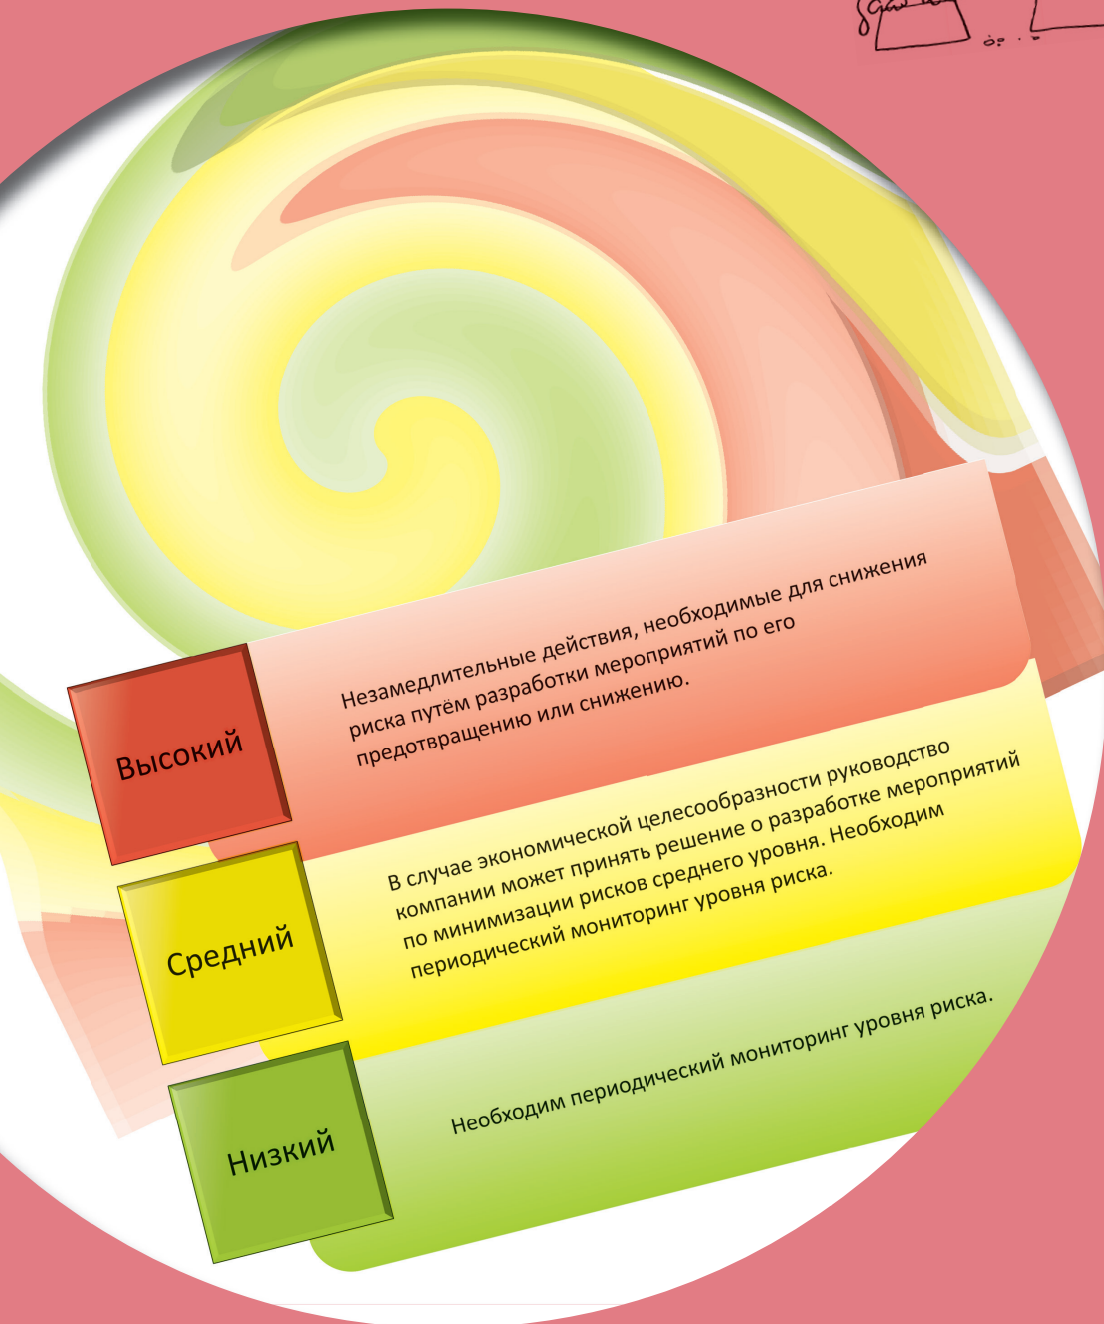 Высокий
Незамедлительные действия, необходимые для снижения
риска путём разработки мероприятий по его
предотвращению или снижению.
Средний
В случае экономической целесообразности руководство
компании может принять решение о разработке мероприятий
по минимизации рисков среднего уровня. Необходим
периодический мониторинг уровня риска.
Низкий
Необходим периодический мониторинг уровня риска.